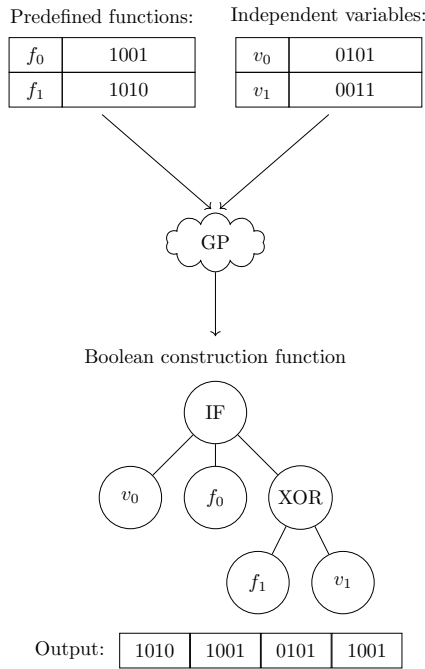 Predefined functions:
Independent variables:
f0 1001
f1 1010
v0 0101
v1 0011
GP
Boolean construction function
IF
v0 f0 XOR
f1 v1
Output: 1010 1001 0101 1001